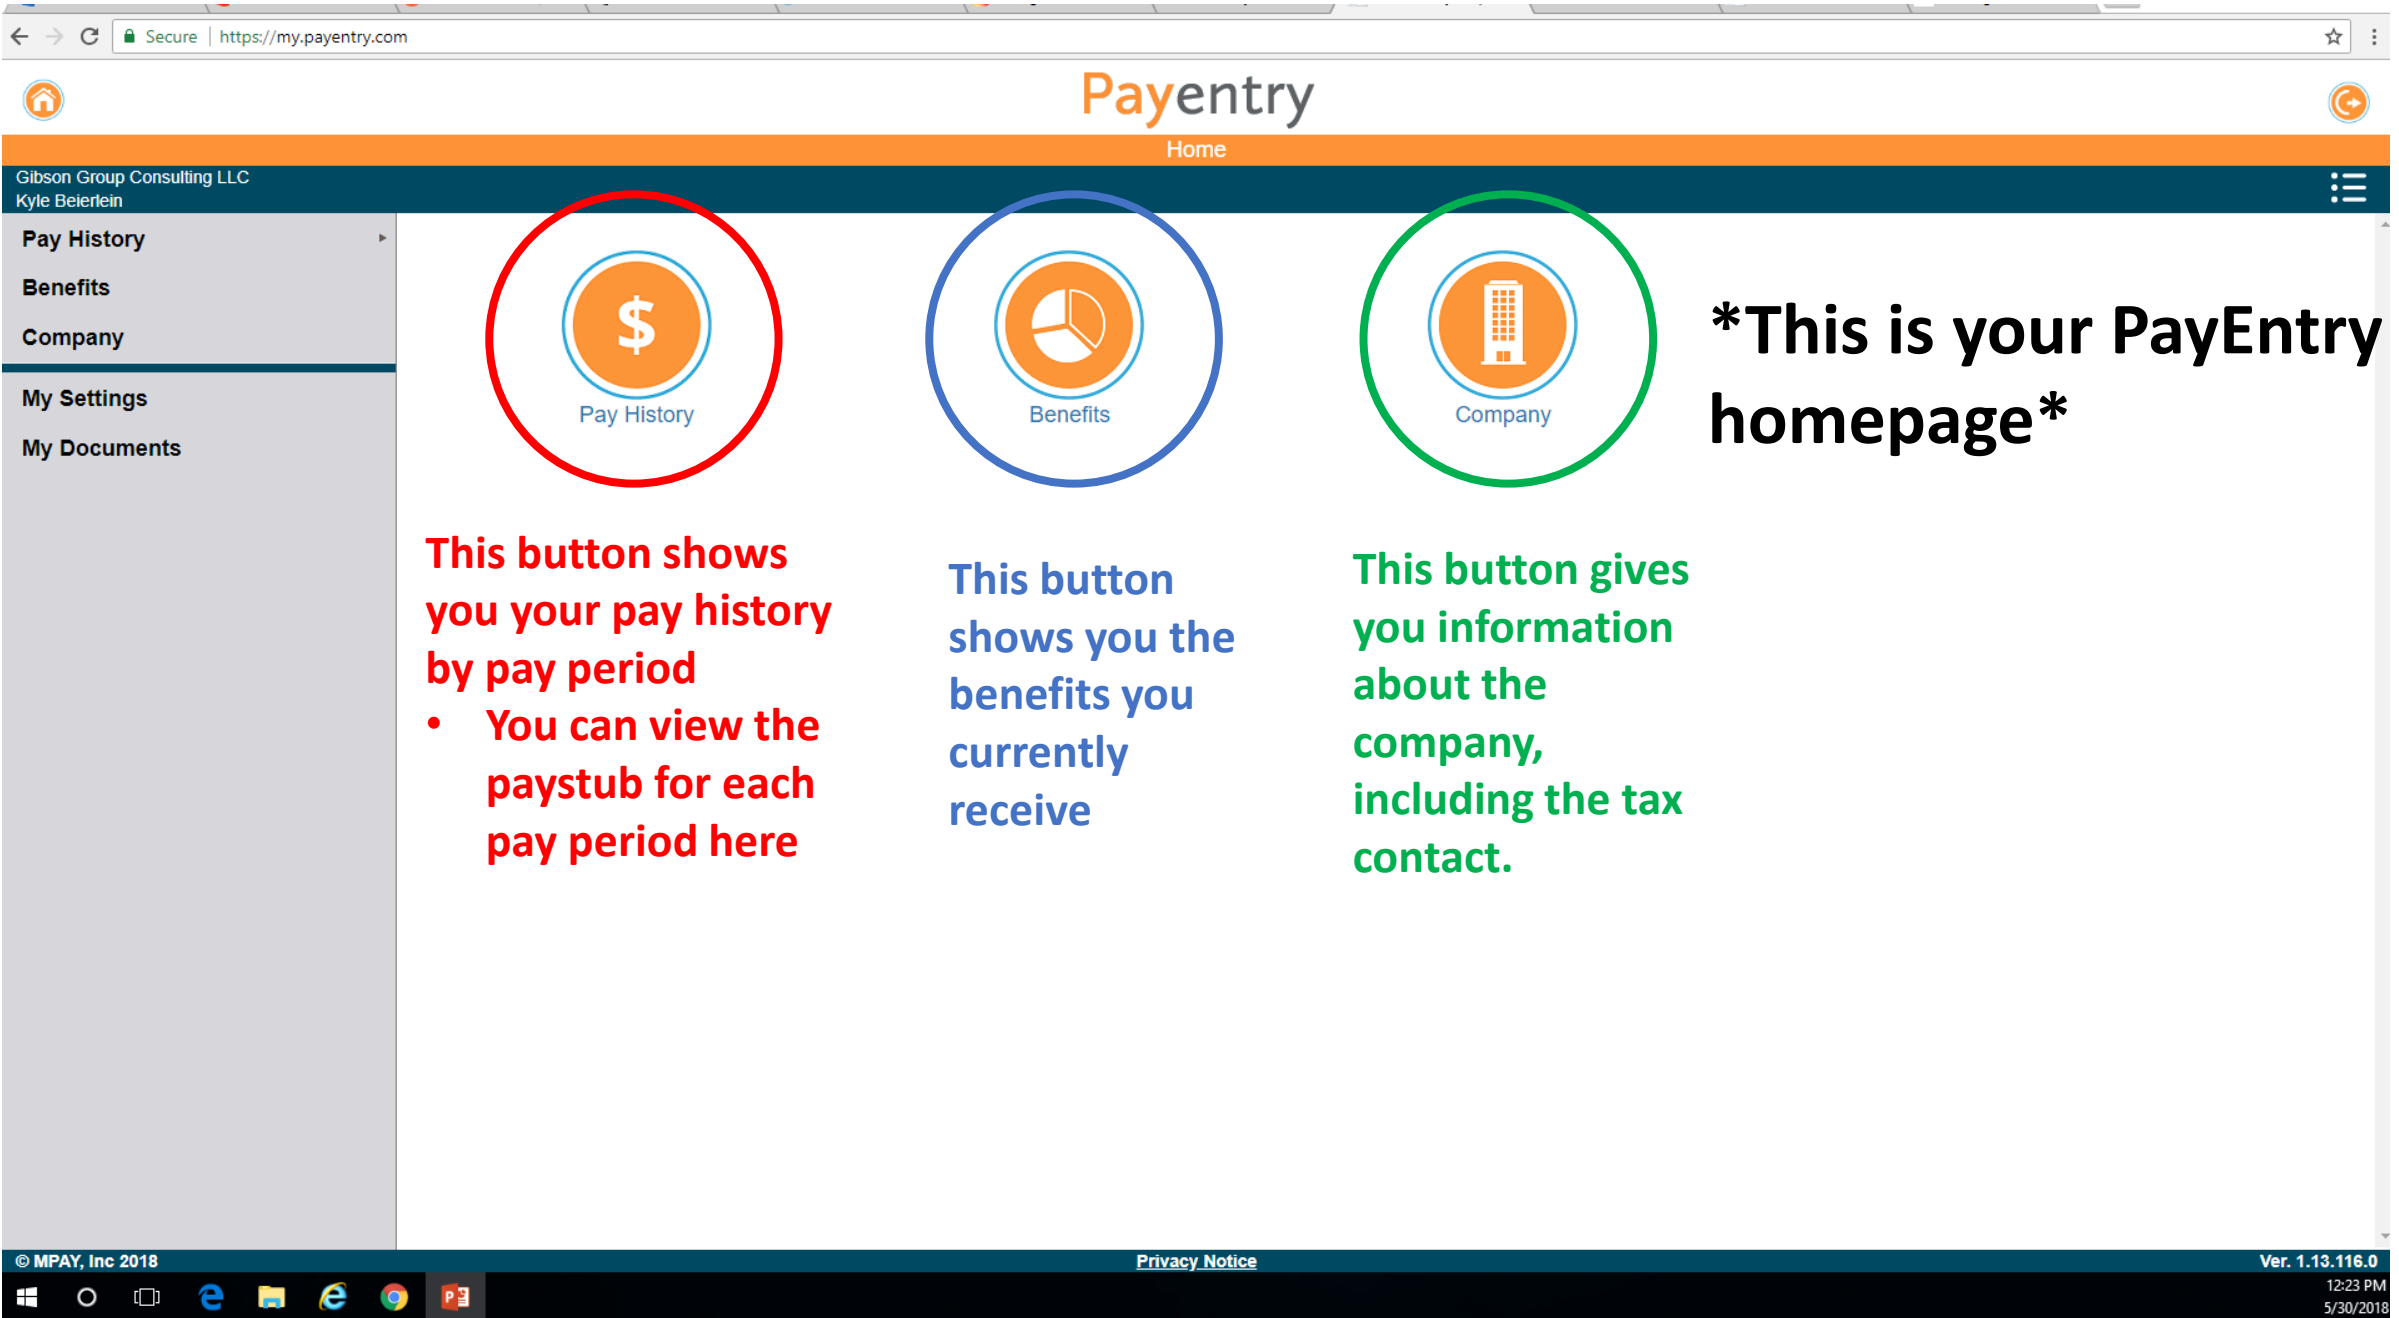 Secure | https://my.payentry.com
Payentry
Home
Gibson Group Consulting LLC
Kyle Beierlein
Pay History
Benefits
Company
My Settings
My Documents
$
Pay History
Benefits
Company
*This is your PayEntry
homepage*
This button shows
you your pay history
by pay period
• You can view the
paystub for each
pay period here
This button
shows you the
benefits you
currently
receive
This button gives
you information
about the
company,
including the tax
contact.
© MPAY, Inc 2018
Privacy Notice
Ver. 1.13.116.0
12:23 PM
5/30/2018